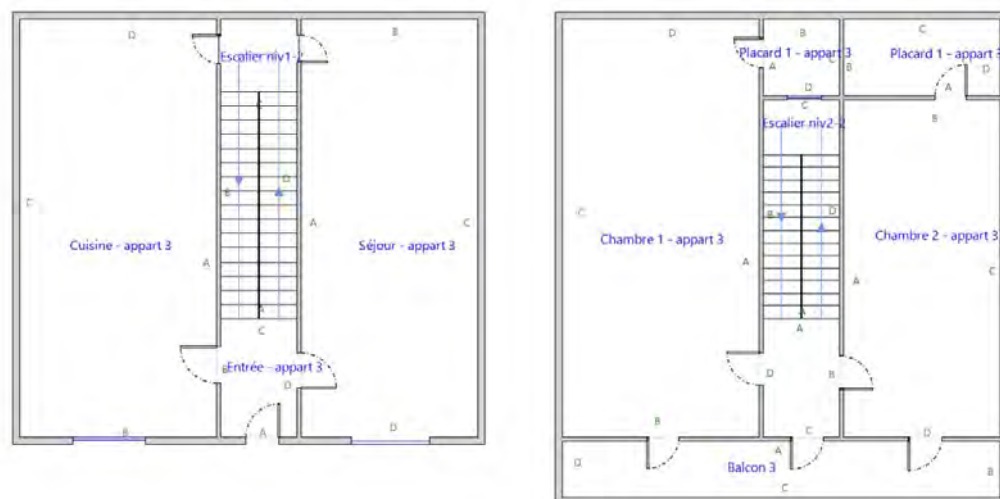 D
B
Escalier niv1-2
C
D
B
C
A
C
Cuisine - appart 3
Séjour - appart 3
A
A
C
Entrée - appart 3
B
D
B
A
D
D
B
C
Placard 1 - appart 3
Placard 1 - appart 3
C
A
B
D
D
A
C
B
Escalier niv2-2
C
B
D
Chambre 1 - appart 3
Chambre 2 - appart 3
A
C
A
A
A
D
B
B
C
D
A
D
Balcon 3
B
C